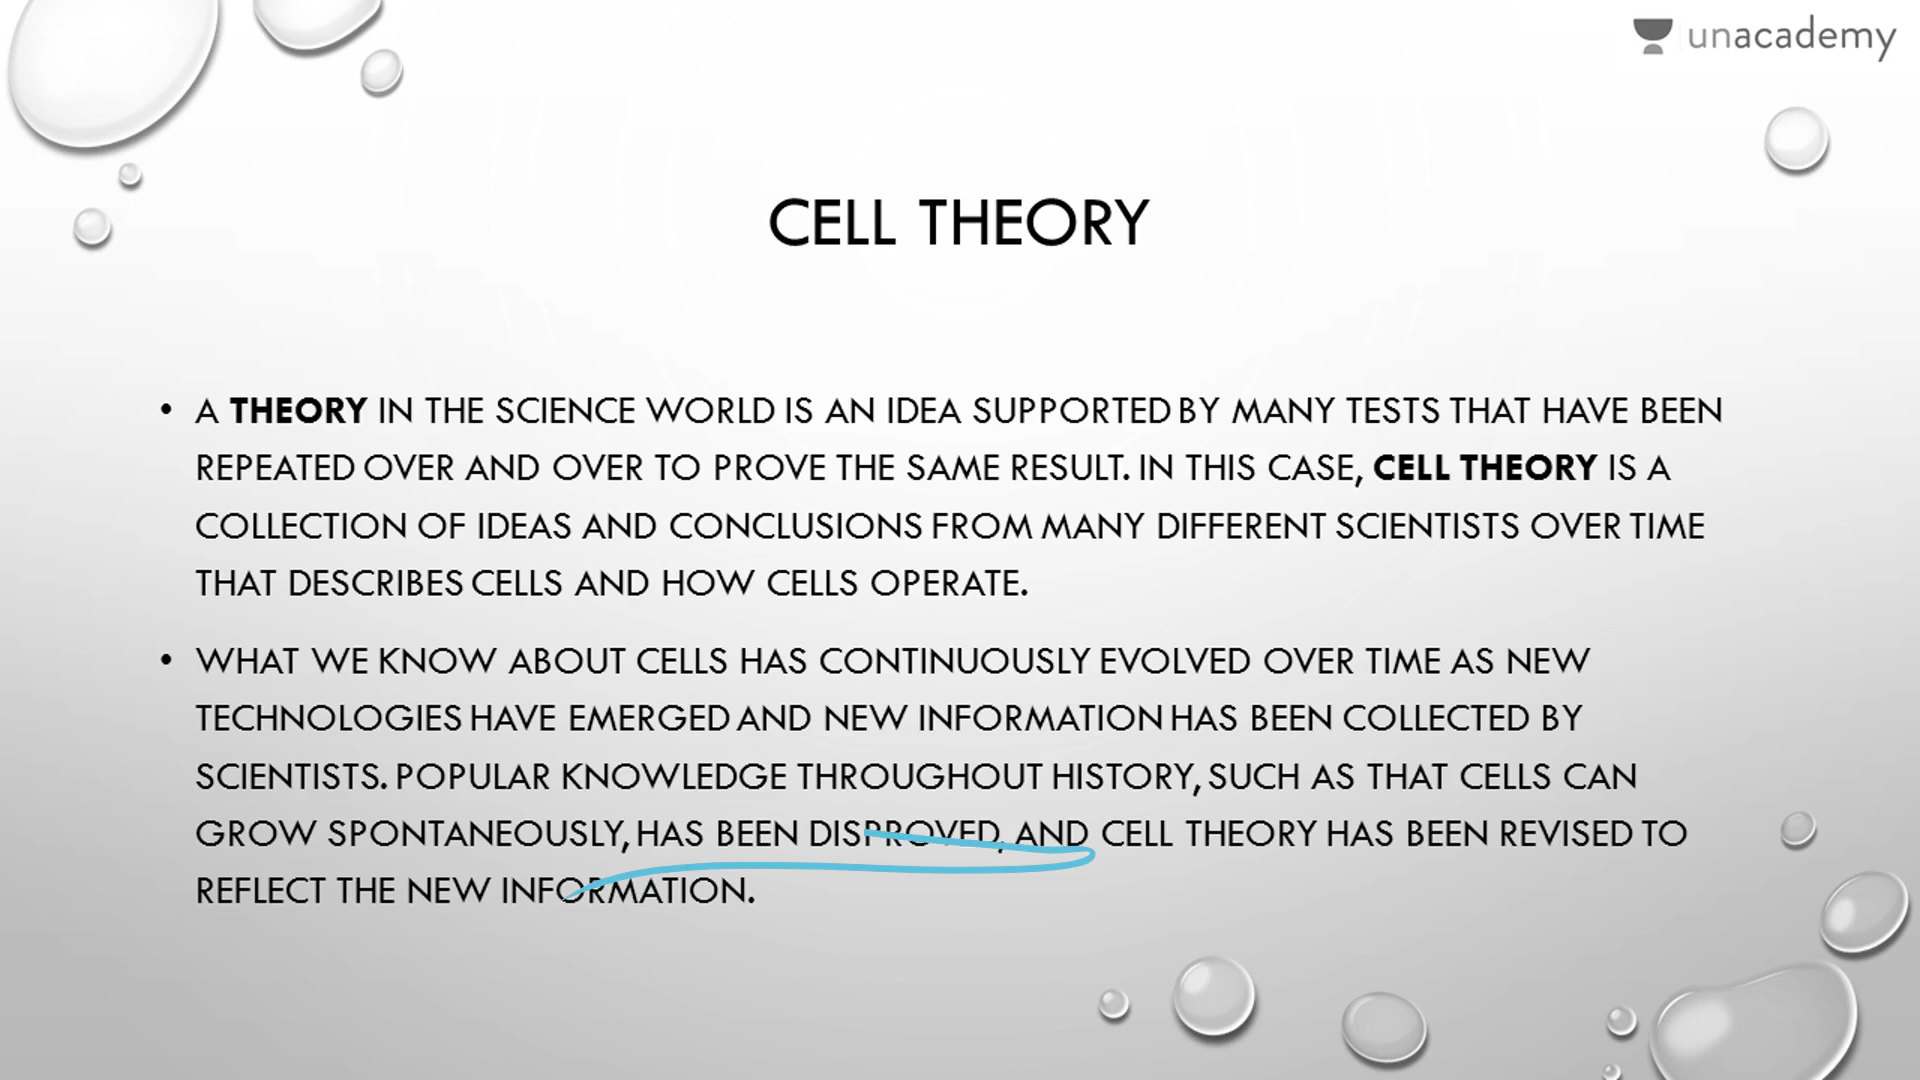 unacademy
CELL THEORY
• A THEORY IN THE SCIENCE WORLD IS AN IDEA SUPPORTED BY MANY TESTS THAT HAVE BEEN
REPEATED OVER AND OVER TO PROVE THE SAME RESULT. IN THIS CASE, CELL THEORY IS A
COLLECTION OF IDEAS AND CONCLUSIONS FROM MANY DIFFERENT SCIENTISTS OVER TIME
THAT DESCRIBES CELLS AND HOW CELLS OPERATE.
• WHAT WE KNOW ABOUT CELLS HAS CONTINUOUSLY EVOLVED OVER TIME AS NEW
TECHNOLOGIES HAVE EMERGED AND NEW INFORMATION HAS BEEN COLLECTED BY
SCIENTISTS. POPULAR KNOWLEDGE THROUGHOUT HISTORY, SUCH AS THAT CELLS CAN
GROW SPONTANEOUSLY, HAS BEEN DISPROVED, AND CELL THEORY HAS BEEN REVISED TO
REFLECT THE NEW INFORMATION.